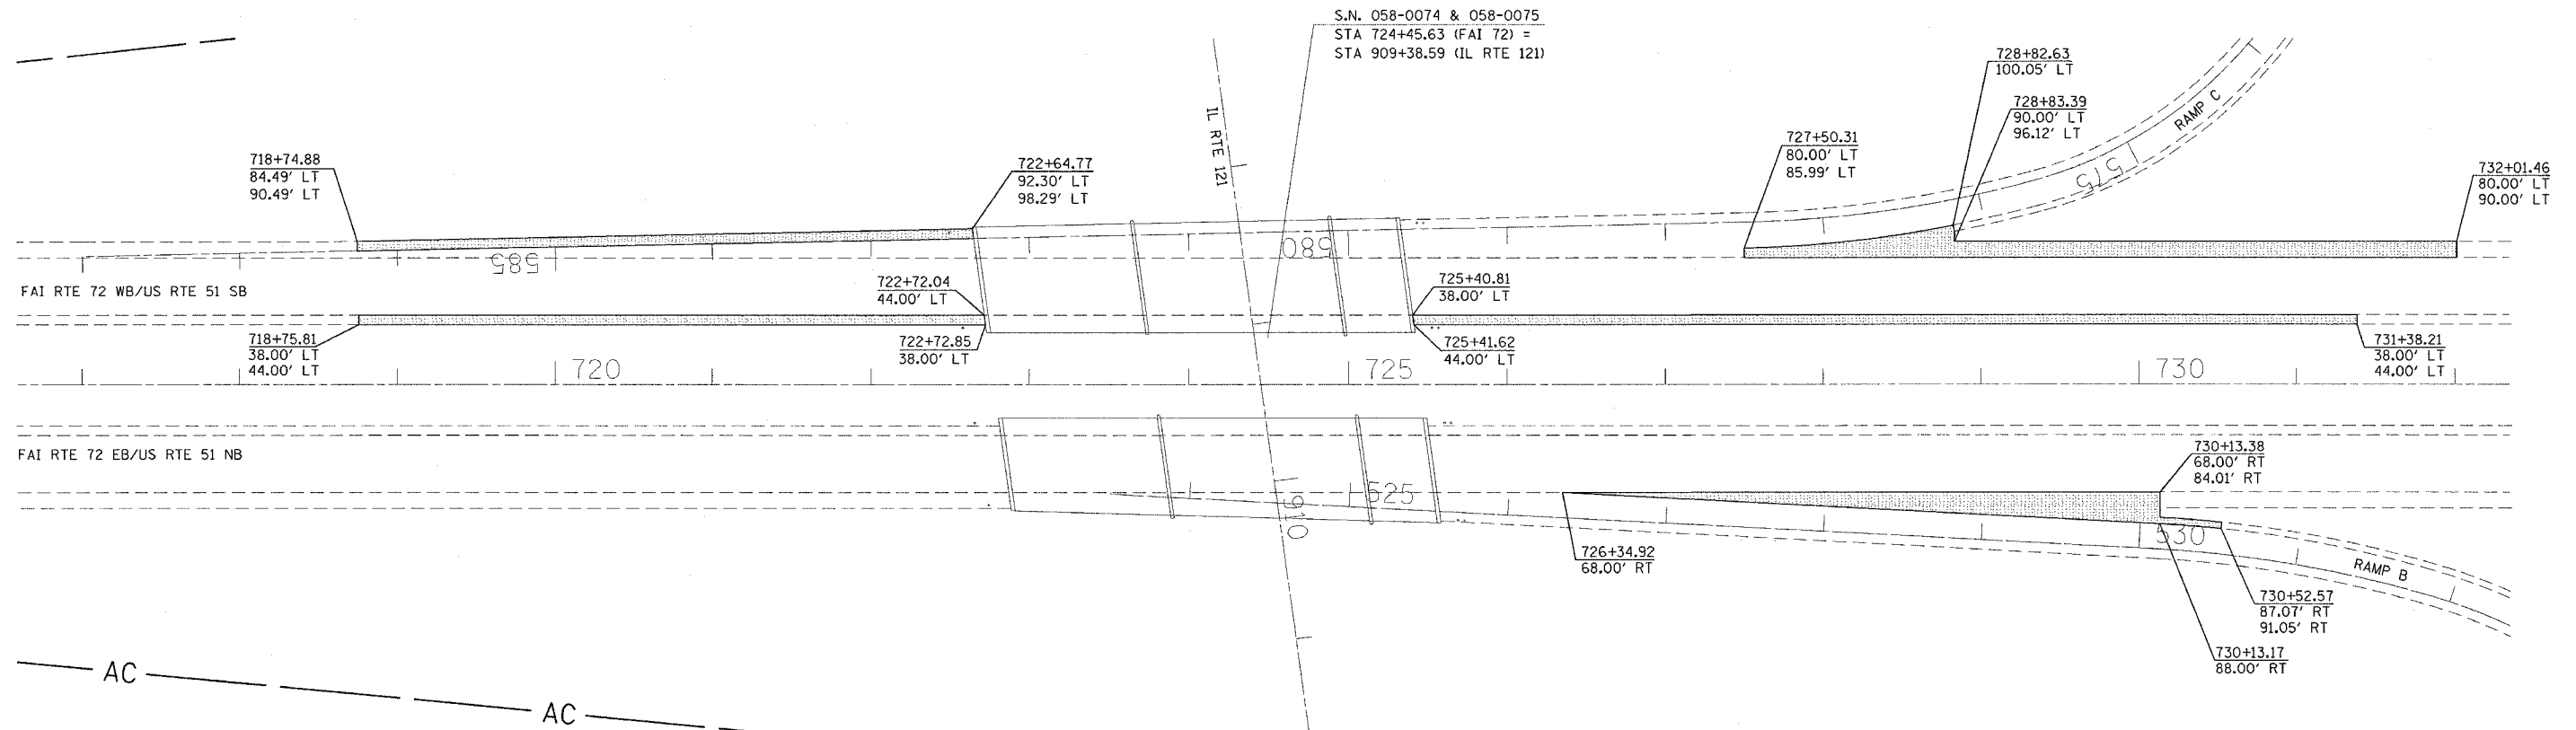 S.N. 058-0074 & 058-0075
STA 724+45.63 (FAI 72) =
STA 909+38.59 (IL RTE 121)
728+82.63
100.05' LT
728+83.39
90.00' LT
96.12' LT
RAMP C
IL RTE 121
727+50.31
80.00' LT
85.99' LT
575
718+74.88
84.49' LT
90.49' LT
722+64.77
92.30' LT
98.29' LT
732+01.46
80.00' LT
90.00' LT
585
580
FAI RTE 72 WB/US RTE 51 SB
722+72.04
44.00' LT
725+40.81
38.00' LT
718+75.81
38.00' LT
44.00' LT
722+72.85
38.00' LT
725+41.62
44.00' LT
731+38.21
38.00' LT
44.00' LT
720
725
730
FAI RTE 72 EB/US RTE 51 NB
730+13.38
68.00' RT
84.01' RT
525
910
530
726+34.92
68.00' RT
RAMP B
730+52.57
87.07' RT
91.05' RT
730+13.17
88.00' RT
AC
AC